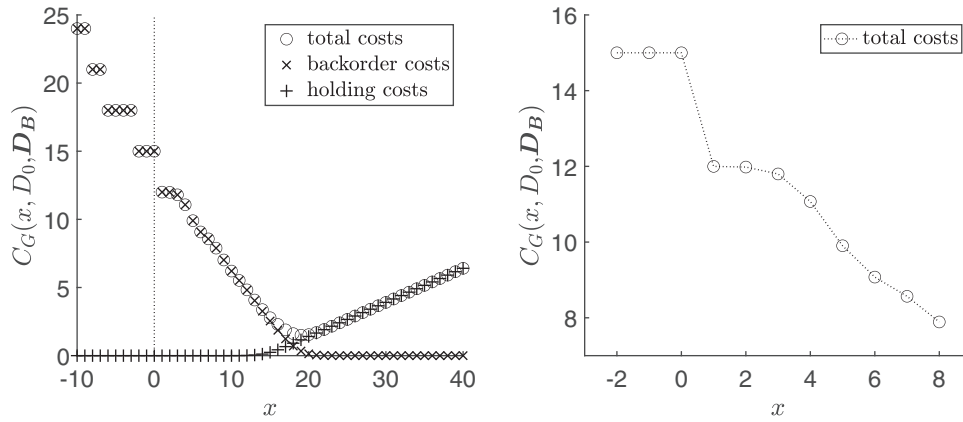 25
20
15
10
5
0
-10
0
10
20
30
40
x
C_G(x, D_0, D_B)
total costs
backorder costs
holding costs
16
14
12
10
8
-2
0
2
4
6
8
x
C_G(x, D_0, D_B)
total costs